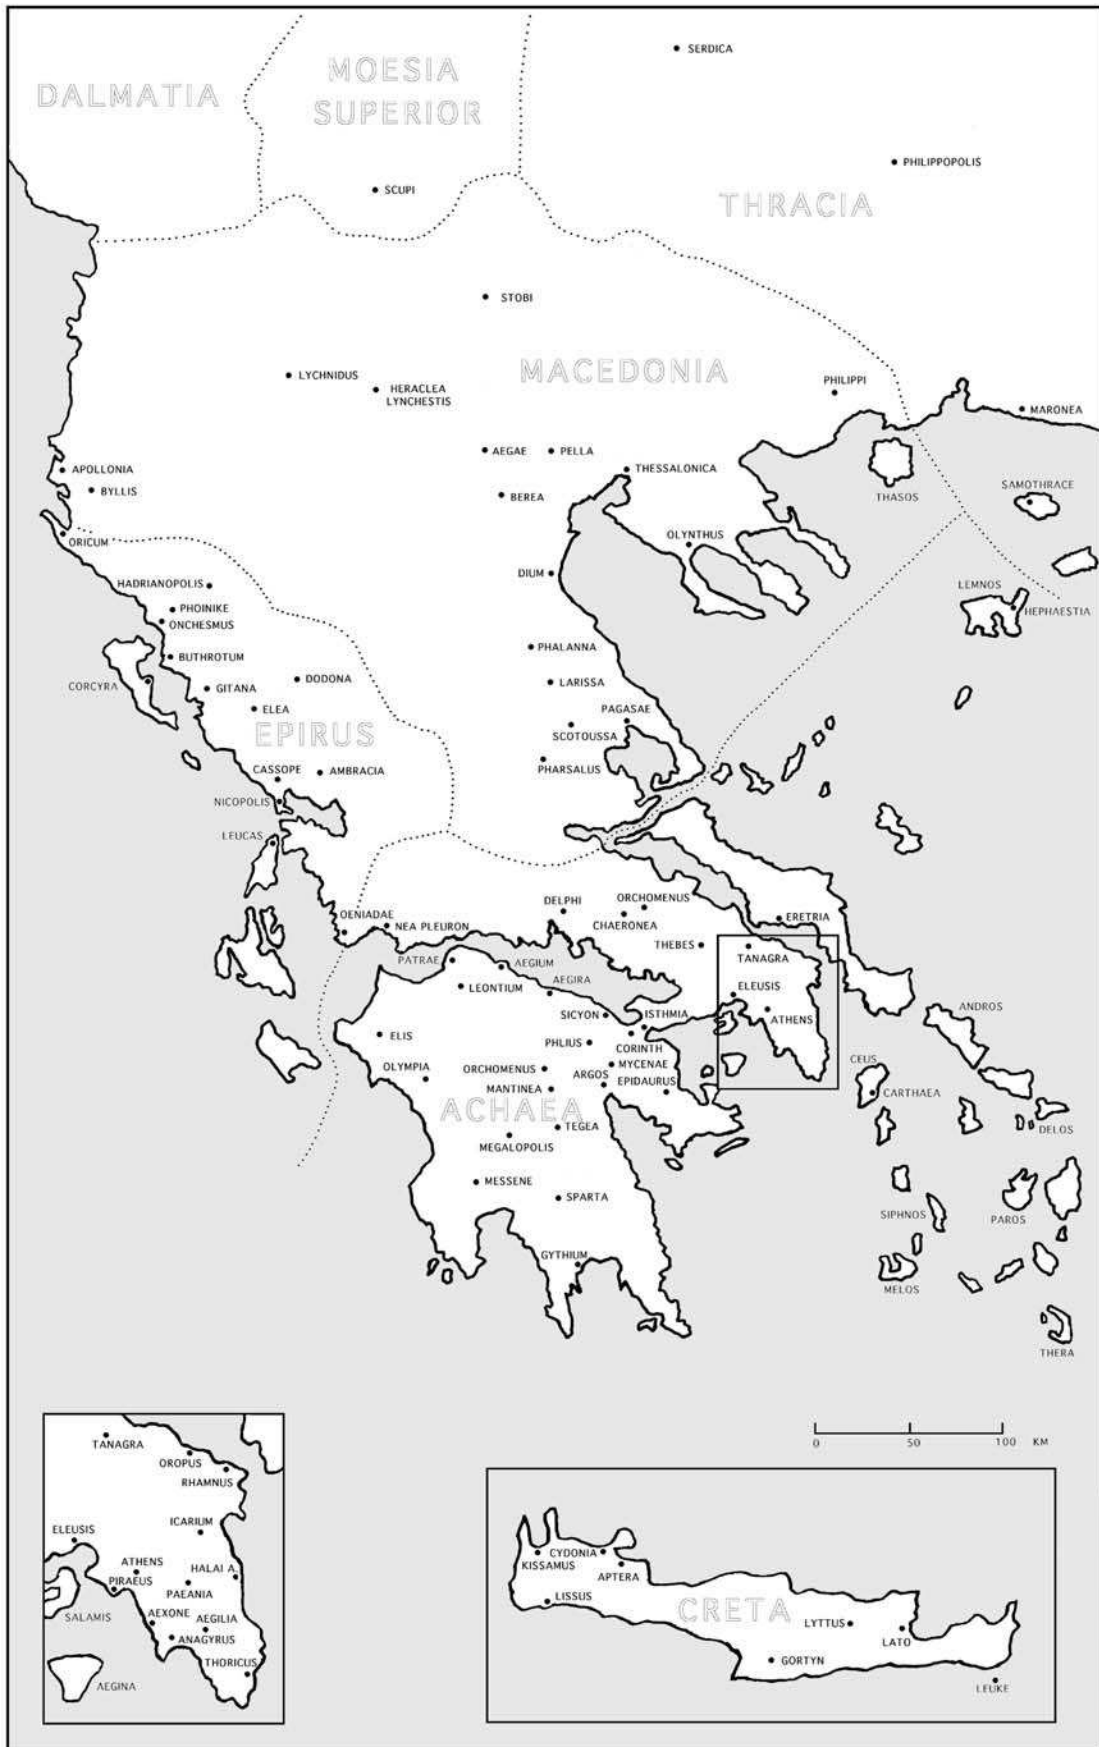 SERDICA
MOESIA
SUPERIOR
DALMATIA
PHILIPPOPOLIS
SCUPI
THRACIA
STOBI
MACEDONIA
LYCHNIDUS
HERACLEA
LYNCHESTIS
PHILIPPI
MARONEA
AEGAE
PELLA
THESSALONICA
APOLLONIA
BYLLIS
BEREA
THASOS
SAMOTHRACE
ORICUM
OLYNTHUS
DIUM
HADRIANOPOLIS
LEMNOS
PHOINIKE
HEPHAESTIA
ONCHESMUS
PHALANNA
BUTHROTUM
CORCYRA
GITANA
DODONA
LARISSA
ELEA
PAGASAE
EPIRUS
SCOTOUSSA
CASSOPE
AMBRACIA
PHARSALUS
NICOPOLIS
LEUCAS
DELPHI
ORCHOMENUS
OENIADAE
NEA PLEURON
CHAERONEA
ERETRIA
THEBES
TANAGRA
PATRAE
AEGIUM
AEGIRA
LEONTIUM
ELEUSIS
SICYON
ISTHMIA
ATHENS
ANDROS
ELIS
PHLIUS
CORINTH
OLYMPIA
ORCHOMENUS
MYCENAE
CEUS
ARGOS
EPIDAURUS
MANTINEA
CARTHAEA
ACHAEA
TEGEA
DELOS
MEGALOPOLIS
MESSENE
SPARTA
SIPHNOS
PAROS
GYTHIUM
MELOS
THERA
0 50 100 KM
TANAGRA
OROPUS
RHAMNUS
ICARIUM
ELEUSIS
ATHENS
HALAI A.
PIRAEUS
PAEANIA
SALAMIS
AEXONE
AEGILIA
ANAGYRUS
THORICUS
AEGINA
CYDONIA
KISSAMUS
APTERA
LISSUS
CRETA
LYTTUS
LATO
GORTYN
LEUKE